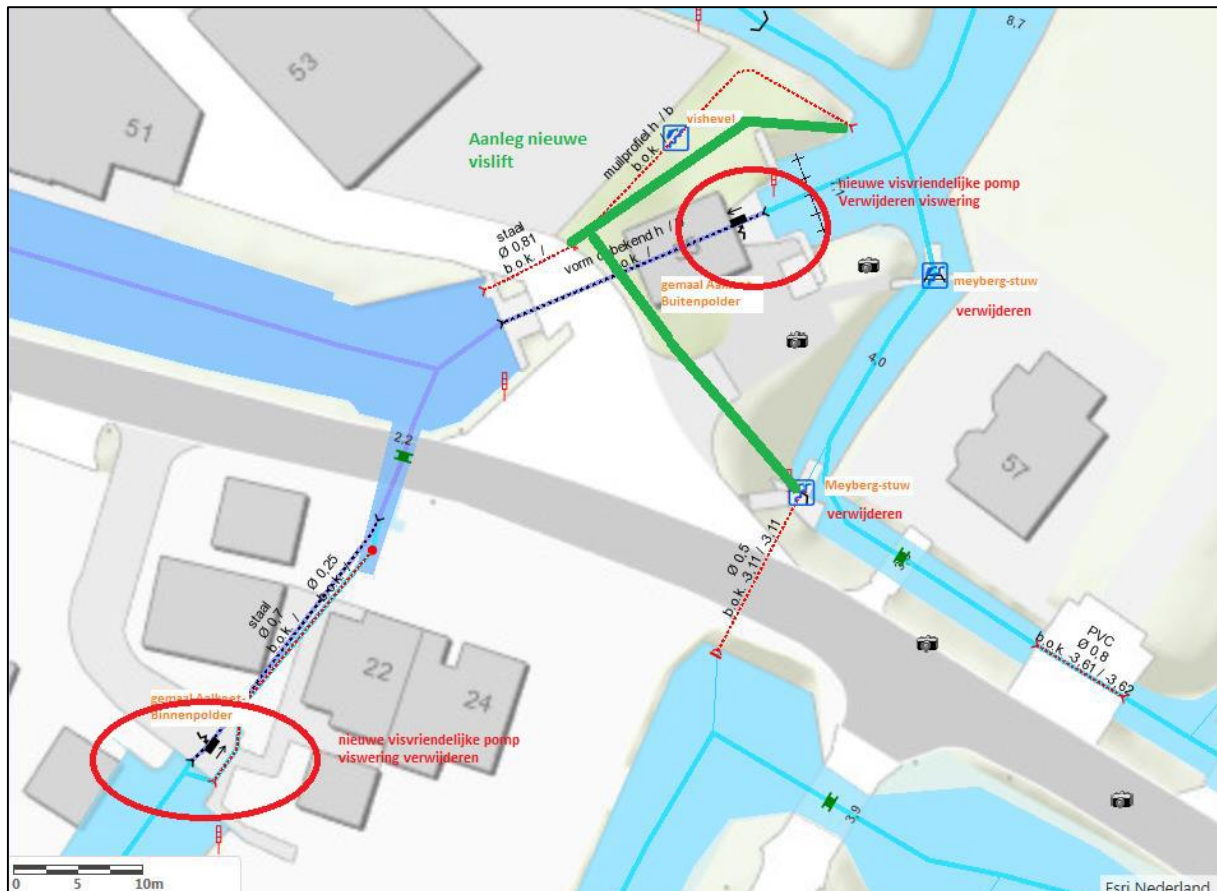 8,7
53
51
vishevel
Aanleg nieuwe
vislift
muilprofiel h / b
b.o.k. /
nieuwe visvriendelijke pomp
Verwijderen viswering
staal
Ø 0,81
b.o.k. /
gemaal
Buitenpolder
meyberg-stuw
verwijderen
4,0
57
2,2
Meyberg-stuw
verwijderen
Ø 0,5
b.o.k. -3,11 / -3,11
Ø 0,25
b.o.k. /
staal
Ø 0,7
b.o.k. /
PVC
Ø 0,8
b.o.k. -3,61 / -3,62
22
24
gemaal
Binnenpolder
nieuwe visvriendelijke pomp
viswering verwijderen
3,9
0 5 10m
Esri Nederland